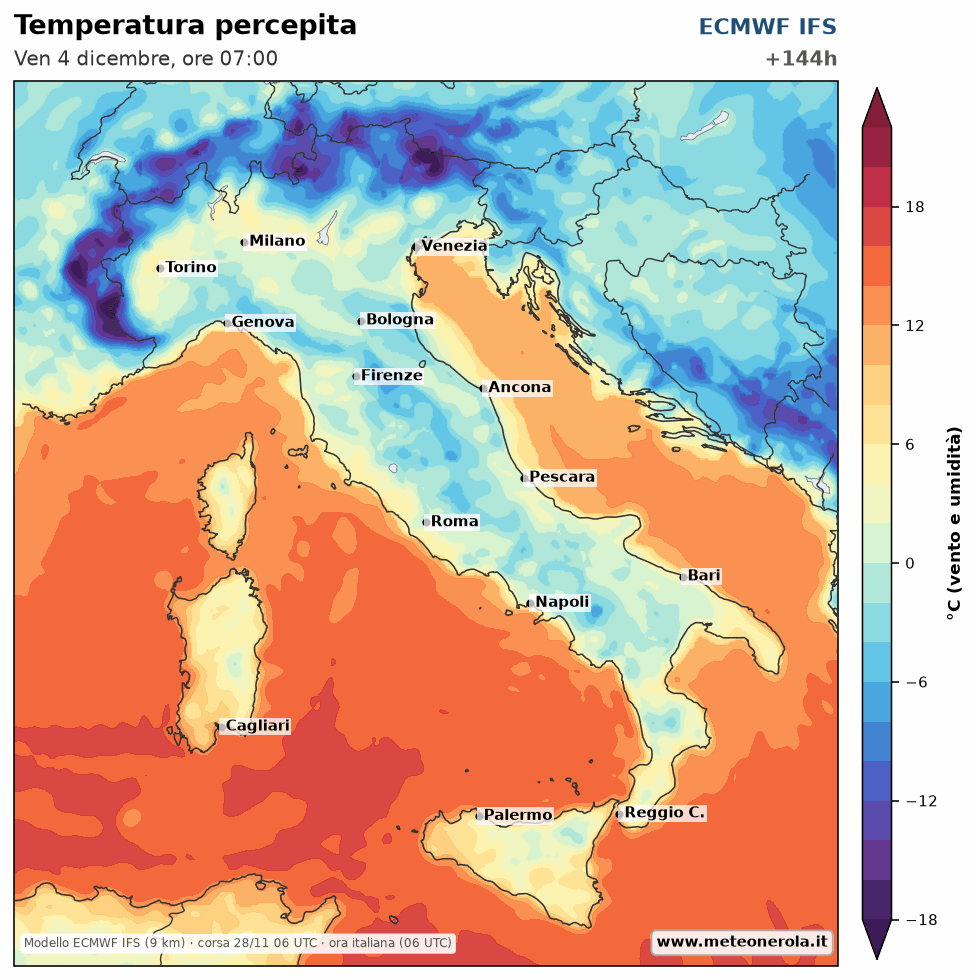 Temperatura percepita
ECMWF IFS
Ven 4 dicembre, ore 07:00
+144h
Milano
Venezia
Torino
Genova
Bologna
Firenze
Ancona
Pescara
Roma
Bari
Napoli
Cagliari
Palermo
Reggio C.
18
12
6
0
−6
−12
−18
°C (vento e umidità)
Modello ECMWF IFS (9 km) · corsa 28/11 06 UTC · ora italiana (06 UTC)
www.meteonerola.it